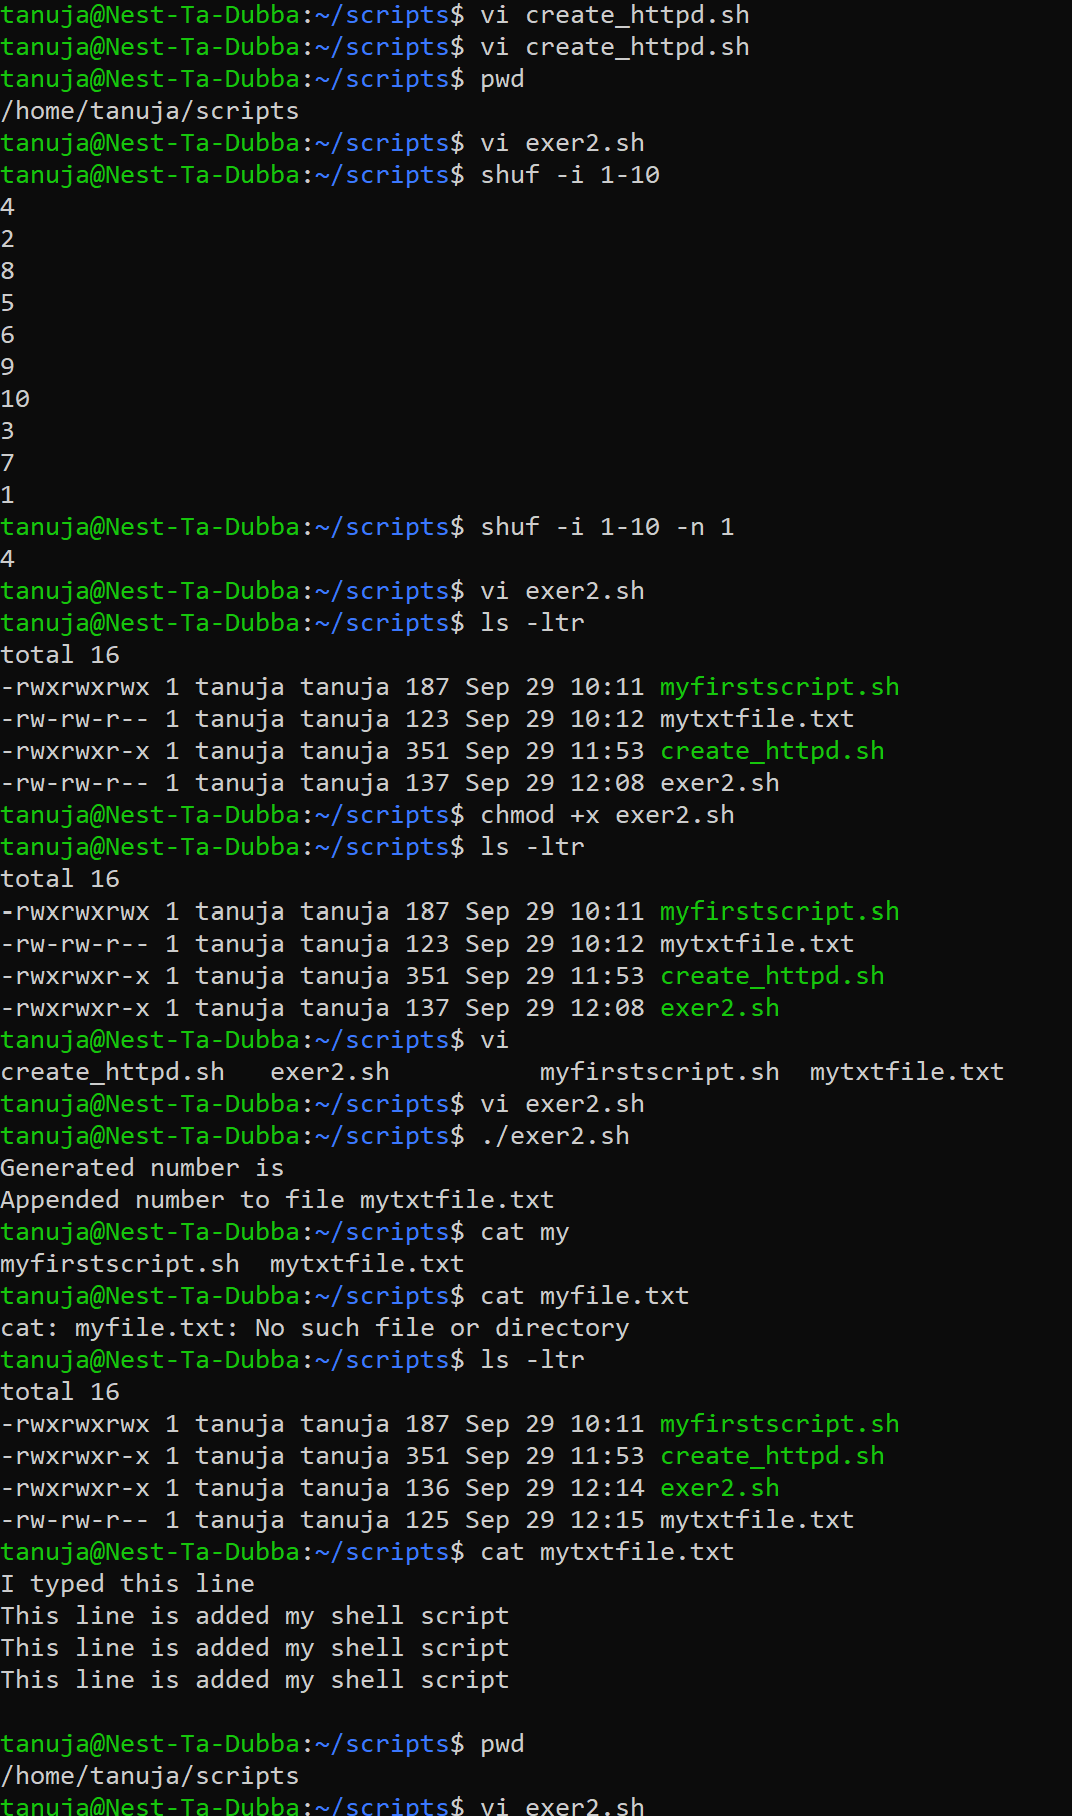 tanuja@Nest-Ta-Dubba:~/scripts$ vi create_httpd.sh
tanuja@Nest-Ta-Dubba:~/scripts$ vi create_httpd.sh
tanuja@Nest-Ta-Dubba:~/scripts$ pwd
/home/tanuja/scripts
tanuja@Nest-Ta-Dubba:~/scripts$ vi exer2.sh
tanuja@Nest-Ta-Dubba:~/scripts$ shuf -i 1-10
4
2
8
5
6
9
10
3
7
1
tanuja@Nest-Ta-Dubba:~/scripts$ shuf -i 1-10 -n 1
4
tanuja@Nest-Ta-Dubba:~/scripts$ vi exer2.sh
tanuja@Nest-Ta-Dubba:~/scripts$ ls -ltr
total 16
-rwxrwxrwx 1 tanuja tanuja 187 Sep 29 10:11 myfirstscript.sh
-rw-rw-r-- 1 tanuja tanuja 123 Sep 29 10:12 mytxtfile.txt
-rwxrwxr-x 1 tanuja tanuja 351 Sep 29 11:53 create_httpd.sh
-rw-rw-r-- 1 tanuja tanuja 137 Sep 29 12:08 exer2.sh
tanuja@Nest-Ta-Dubba:~/scripts$ chmod +x exer2.sh
tanuja@Nest-Ta-Dubba:~/scripts$ ls -ltr
total 16
-rwxrwxrwx 1 tanuja tanuja 187 Sep 29 10:11 myfirstscript.sh
-rw-rw-r-- 1 tanuja tanuja 123 Sep 29 10:12 mytxtfile.txt
-rwxrwxr-x 1 tanuja tanuja 351 Sep 29 11:53 create_httpd.sh
-rwxrwxr-x 1 tanuja tanuja 137 Sep 29 12:08 exer2.sh
tanuja@Nest-Ta-Dubba:~/scripts$ vi
create_httpd.sh   exer2.sh          myfirstscript.sh  mytxtfile.txt
tanuja@Nest-Ta-Dubba:~/scripts$ vi exer2.sh
tanuja@Nest-Ta-Dubba:~/scripts$ ./exer2.sh
Generated number is
Appended number to file mytxtfile.txt
tanuja@Nest-Ta-Dubba:~/scripts$ cat my
myfirstscript.sh  mytxtfile.txt
tanuja@Nest-Ta-Dubba:~/scripts$ cat myfile.txt
cat: myfile.txt: No such file or directory
tanuja@Nest-Ta-Dubba:~/scripts$ ls -ltr
total 16
-rwxrwxrwx 1 tanuja tanuja 187 Sep 29 10:11 myfirstscript.sh
-rwxrwxr-x 1 tanuja tanuja 351 Sep 29 11:53 create_httpd.sh
-rwxrwxr-x 1 tanuja tanuja 136 Sep 29 12:14 exer2.sh
-rw-rw-r-- 1 tanuja tanuja 125 Sep 29 12:15 mytxtfile.txt
tanuja@Nest-Ta-Dubba:~/scripts$ cat mytxtfile.txt
I typed this line
This line is added my shell script
This line is added my shell script
This line is added my shell script

tanuja@Nest-Ta-Dubba:~/scripts$ pwd
/home/tanuja/scripts
tanuja@Nest-Ta-Dubba:~/scripts$ vi exer2.sh